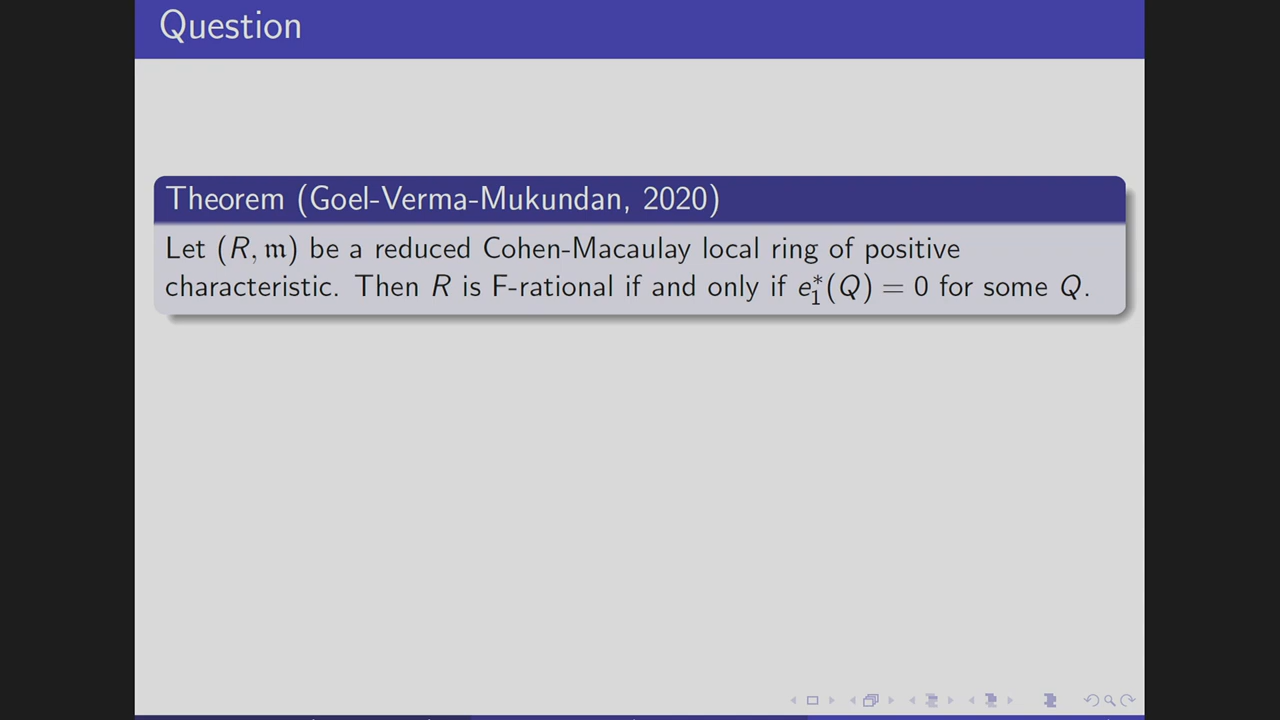 Question
Theorem (Goel-Verma-Mukundan, 2020)
Let (R, 𝔪) be a reduced Cohen-Macaulay local ring of positive
characteristic. Then R is F-rational if and only if e₁*(Q) = 0 for some Q.